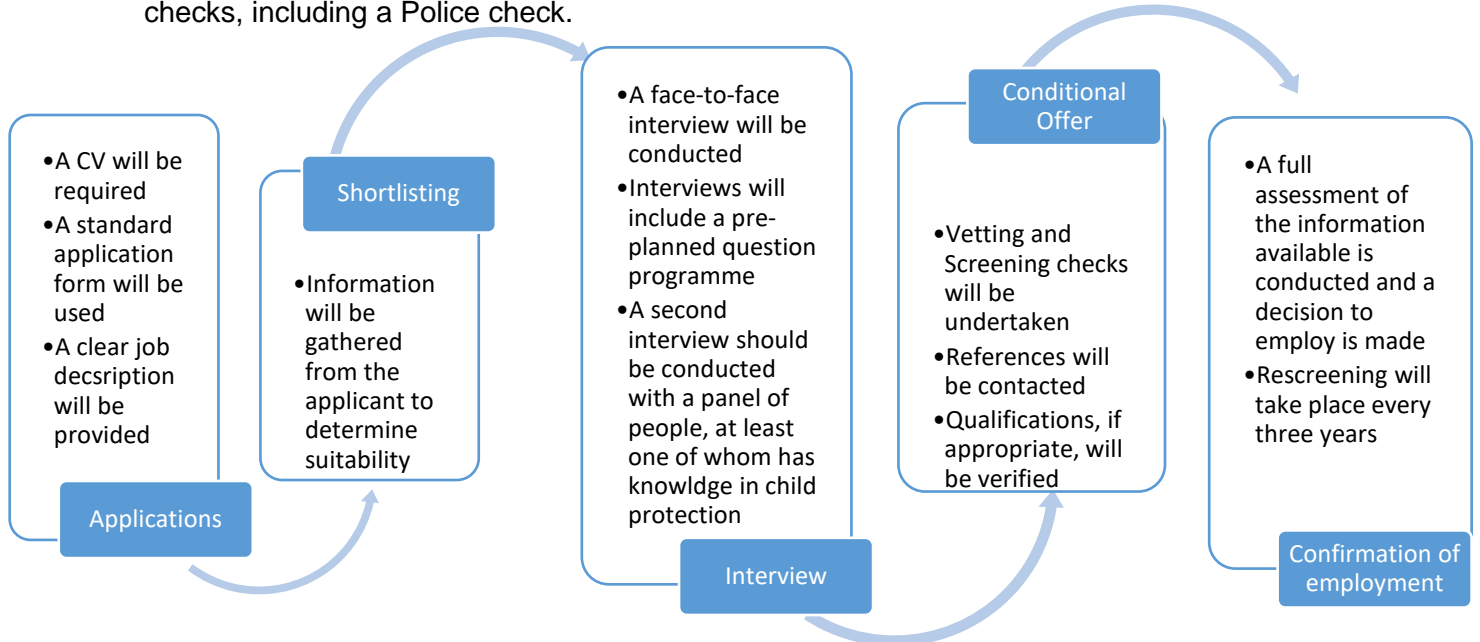 checks, including a Police check.
•A CV will be
required
•A standard
application
form will be
used
•A clear job
decsription
will be
provided
Applications
Shortlisting
•Information
will be
gathered
from the
applicant to
determine
suitability
•A face-to-face
interview will be
conducted
•Interviews will
include a pre-
planned question
programme
•A second
interview should
be conducted
with a panel of
people, at least
one of whom has
knowldge in child
protection
Interview
Conditional
Offer
•Vetting and
Screening checks
will be
undertaken
•References will
be contacted
•Qualifications, if
appropriate, will
be verified
•A full
assessment of
the information
available is
conducted and a
decision to
employ is made
•Rescreening will
take place every
three years
Confirmation of
employment